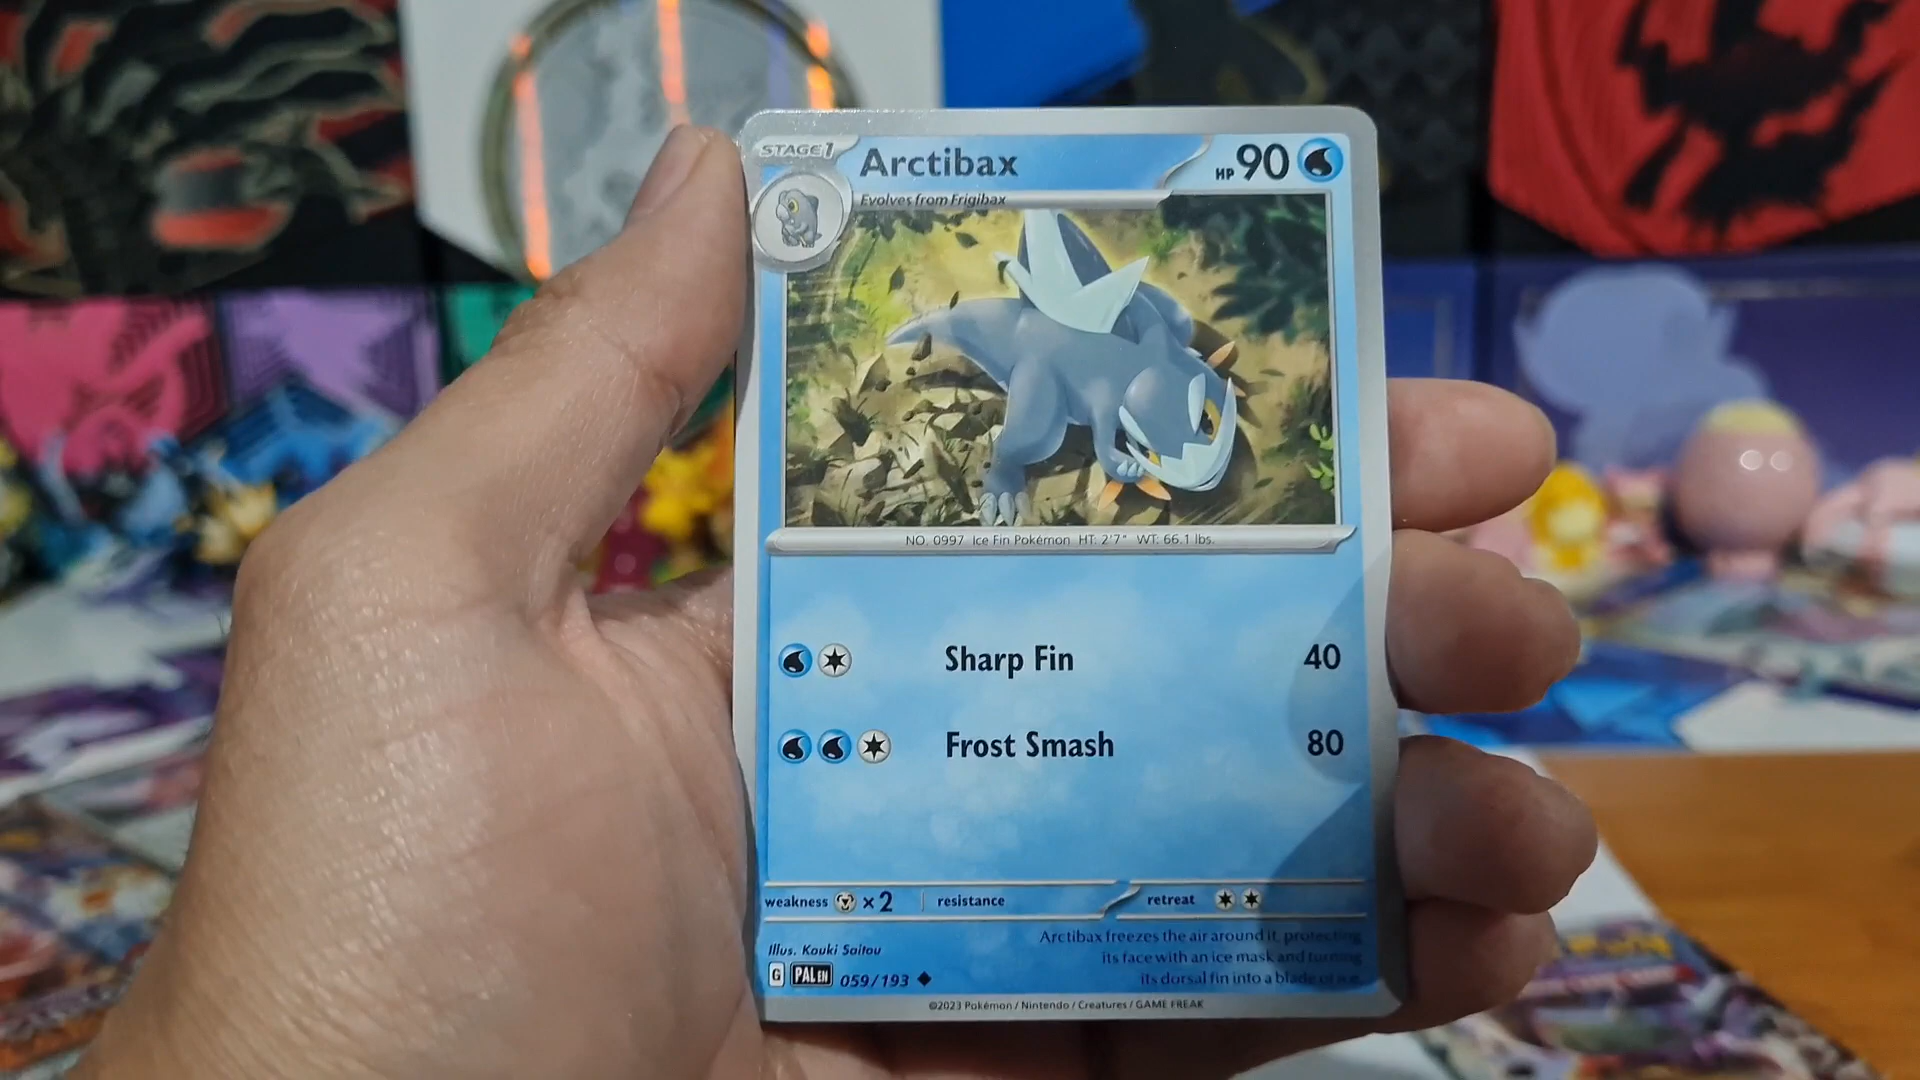 STAGE1
Arctibax
HP 90
Evolves from Frigibax
NO. 0997 Ice Fin Pokémon HT: 2'7" WT: 66.1 lbs.
Sharp Fin 40
Frost Smash 80
weakness ×2 resistance retreat
Illus. Kouki Saitou
Arctibax freezes the air around it, protecting
its face with an ice mask and turning
its dorsal fin into a blade of ice.
G PAL EN 059/193
©2023 Pokémon / Nintendo / Creatures / GAME FREAK